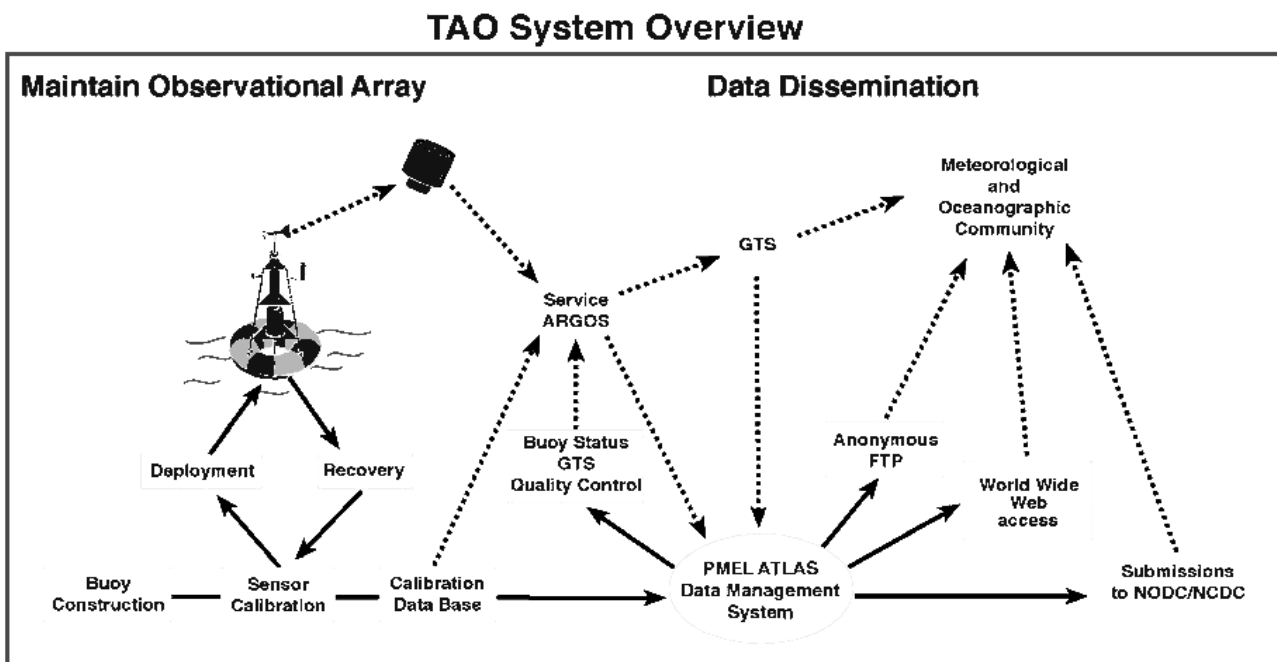 TAO System Overview
Maintain Observational Array
Data Dissemination
Meteorological
and
Oceanographic
Community
GTS
Service
ARGOS
Buoy Status
GTS
Quality Control
Anonymous
FTP
Deployment
Recovery
World Wide
Web
access
Buoy
Construction
Sensor
Calibration
Calibration
Data Base
PMEL ATLAS
Data Management
System
Submissions
to NODC/NCDC